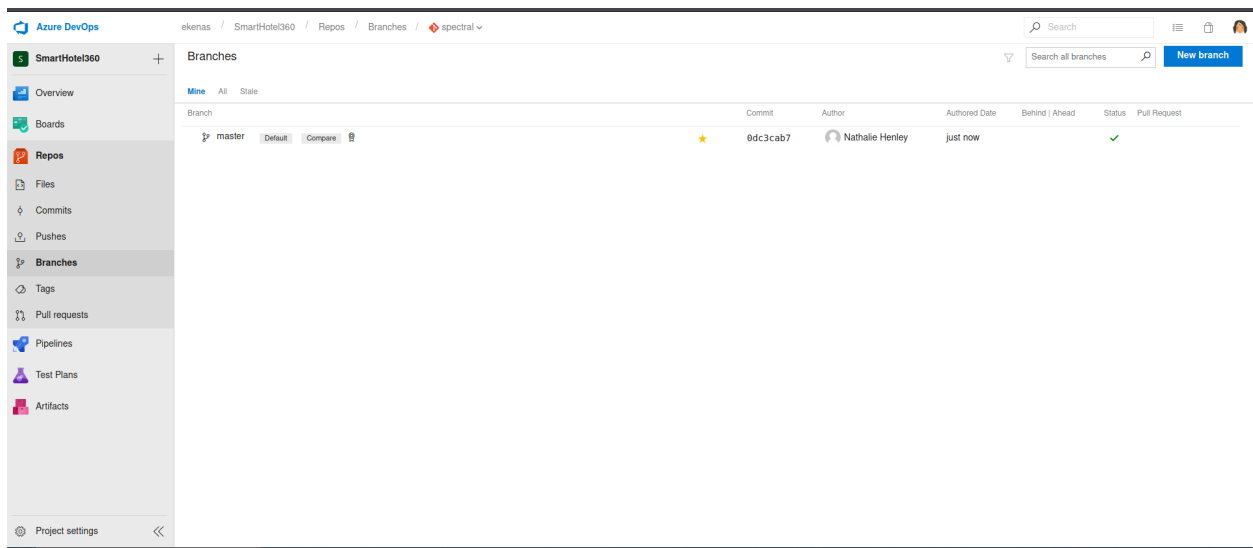 Azure DevOps
ekenas / SmartHotel360 / Repos / Branches / spectral
Search
S SmartHotel360
Branches
Search all branches
New branch
Overview
Mine All Stale
Branch Commit Author Authored Date Behind | Ahead Status Pull Request
Boards
master Default Compare 0dc3cab7 Nathalie Henley just now
Repos
Files
Commits
Pushes
Branches
Tags
Pull requests
Pipelines
Test Plans
Artifacts
Project settings